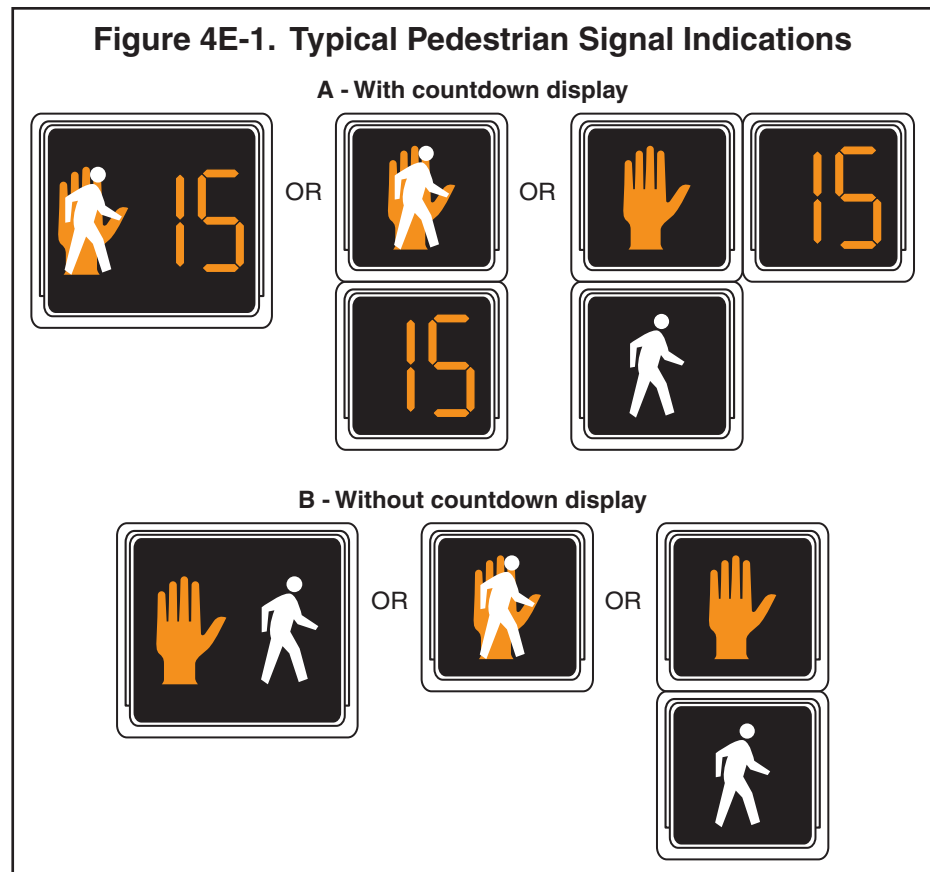 Figure 4E-1. Typical Pedestrian Signal Indications
A - With countdown display
15
OR
OR
15
15
B - Without countdown display
OR
OR